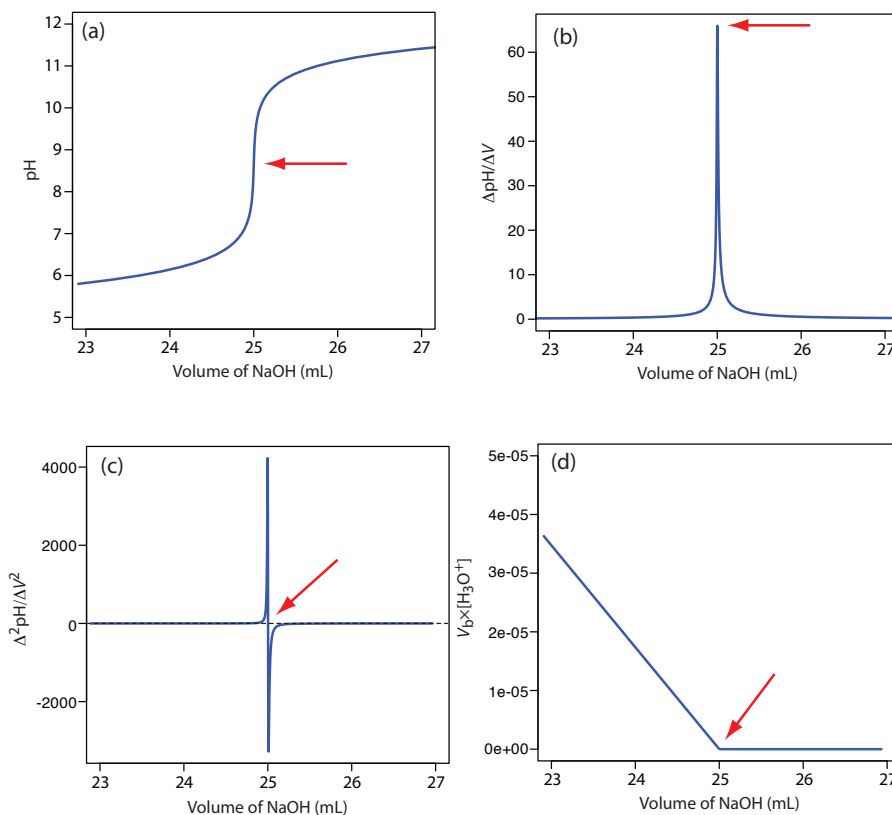 (a)
12
11
10
9
8
7
6
5
pH
23 24 25 26 27
Volume of NaOH (mL)
(b)
60
50
40
30
20
10
0
ΔpH/ΔV
23 24 25 26 27
Volume of NaOH (mL)
(c)
4000
2000
0
-2000
Δ²pH/ΔV²
23 24 25 26 27
Volume of NaOH (mL)
(d)
5e-05
4e-05
3e-05
2e-05
1e-05
0e+00
V_b×[H₃O⁺]
23 24 25 26 27
Volume of NaOH (mL)